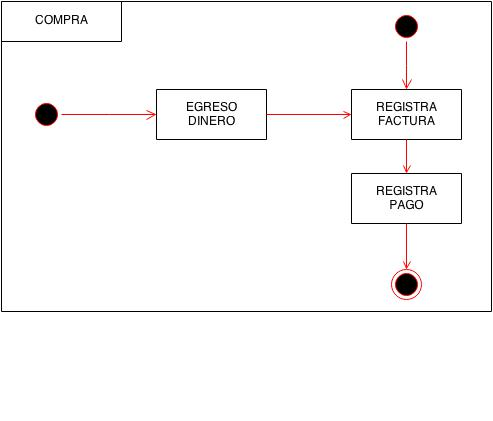 COMPRA
EGRESO
DINERO
REGISTRA
FACTURA
REGISTRA
PAGO